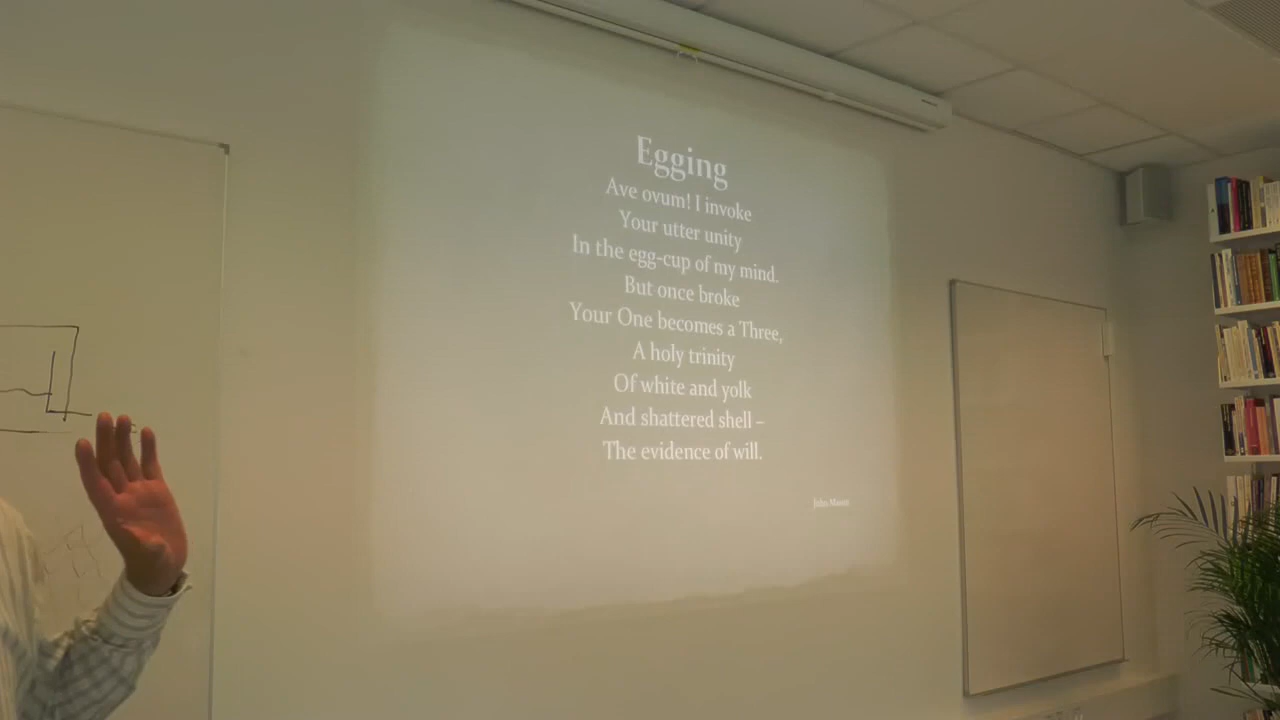 Egging
Ave ovum! I invoke
Your utter unity
In the egg-cup of my mind.
But once broke
Your One becomes a Three,
A holy trinity
Of white and yolk
And shattered shell –
The evidence of will.
John